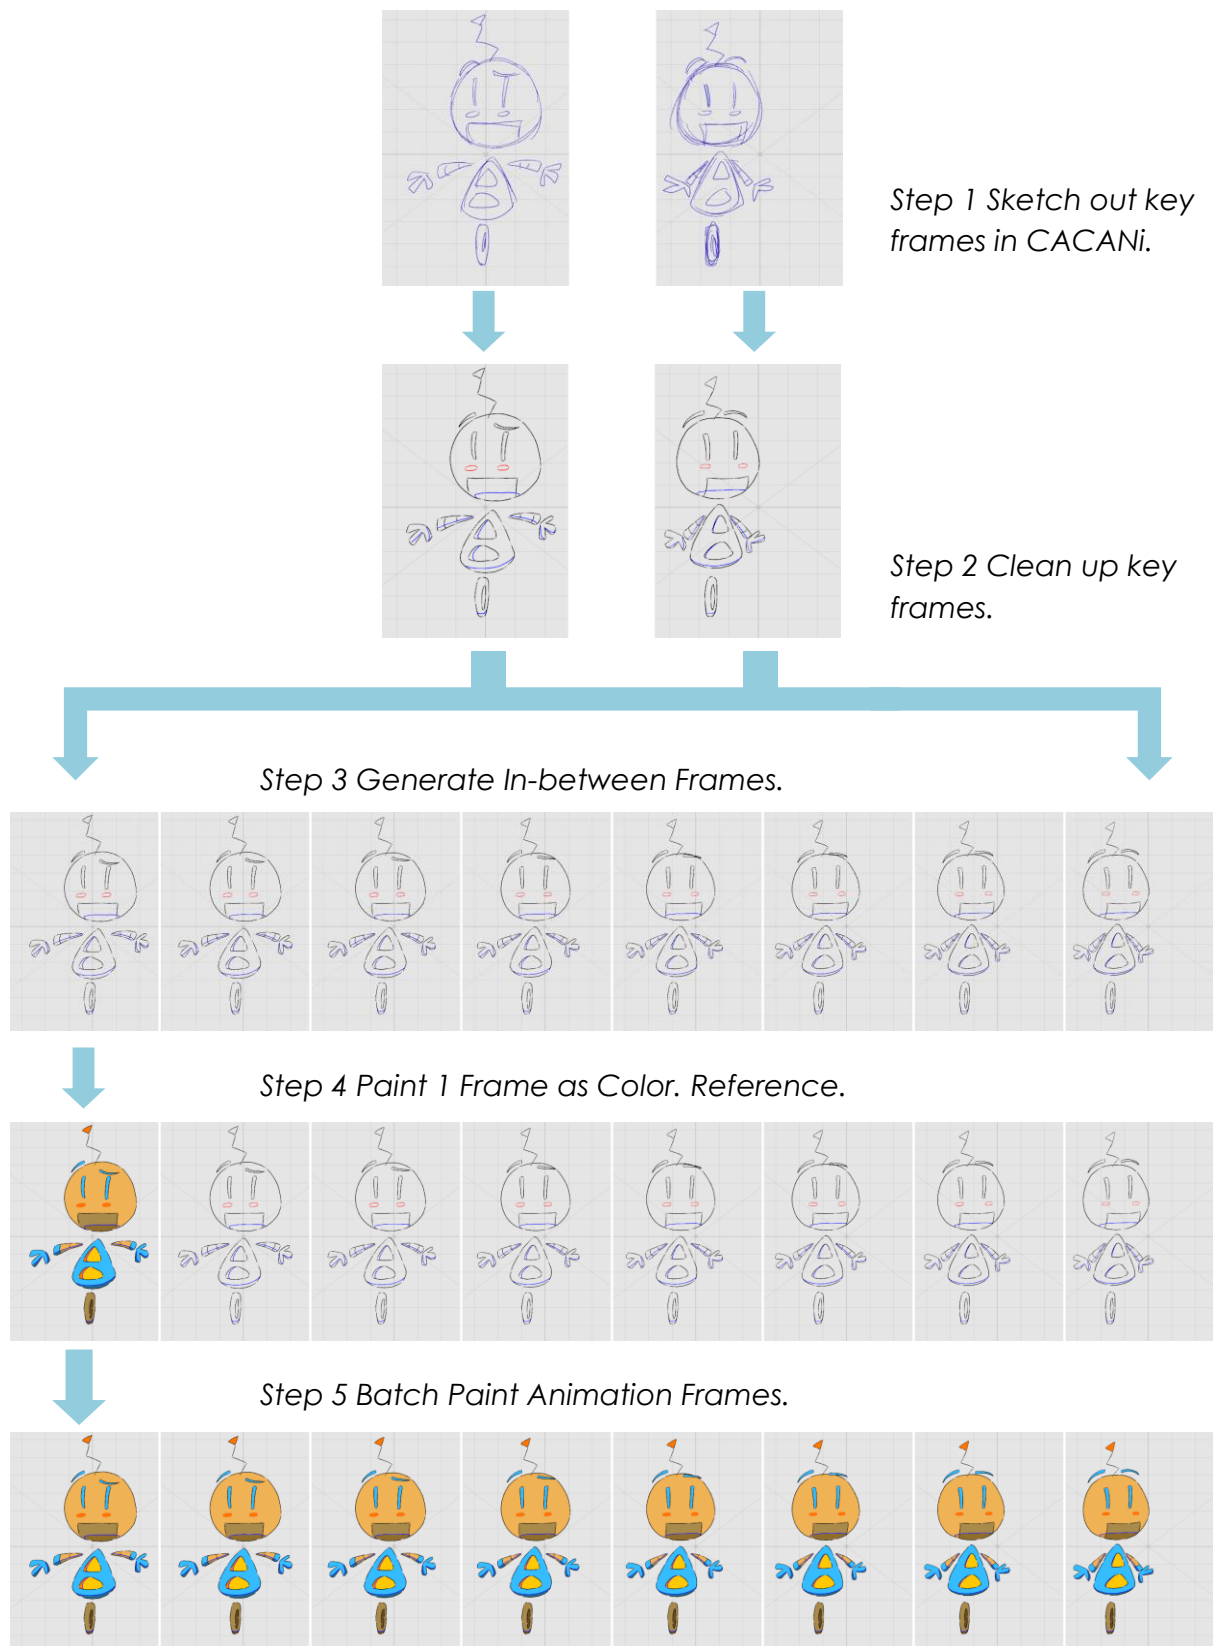 Step 1 Sketch out key
frames in CACANi.
Step 2 Clean up key
frames.
Step 3 Generate In-between Frames.
Step 4 Paint 1 Frame as Color. Reference.
Step 5 Batch Paint Animation Frames.